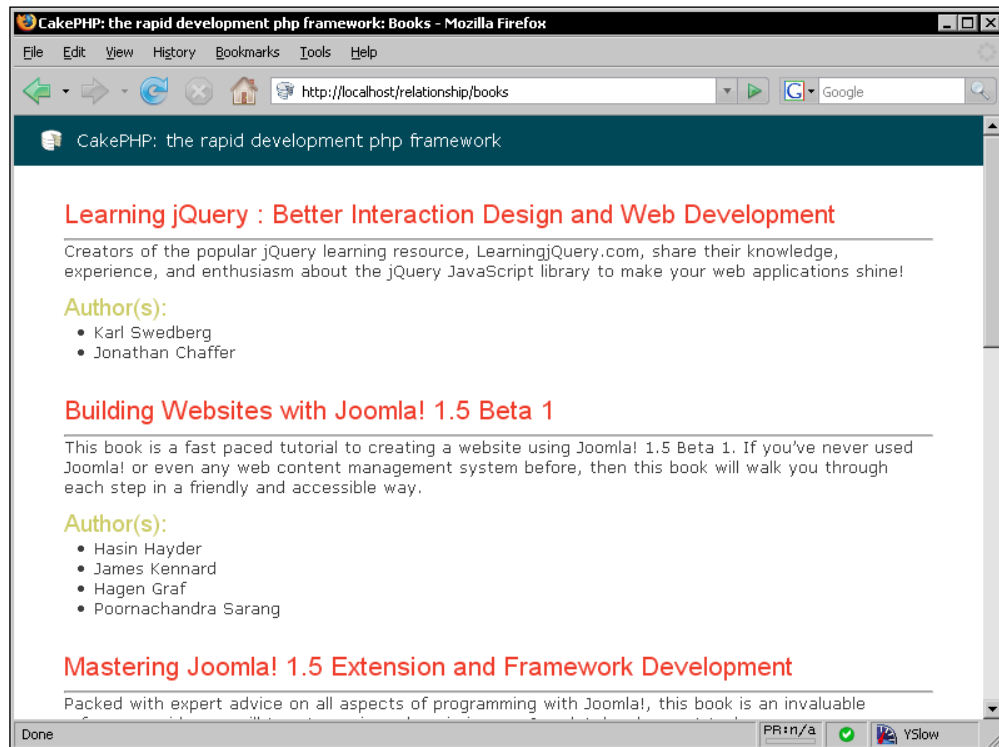 CakePHP: the rapid development php framework: Books - Mozilla Firefox
File Edit View History Bookmarks Tools Help
http://localhost/relationship/books
G Google
CakePHP: the rapid development php framework
Learning jQuery : Better Interaction Design and Web Development
Creators of the popular jQuery learning resource, LearningjQuery.com, share their knowledge,
experience, and enthusiasm about the jQuery JavaScript library to make your web applications shine!
Author(s):
• Karl Swedberg
• Jonathan Chaffer
Building Websites with Joomla! 1.5 Beta 1
This book is a fast paced tutorial to creating a website using Joomla! 1.5 Beta 1. If you've never used
Joomla! or even any web content management system before, then this book will walk you through
each step in a friendly and accessible way.
Author(s):
• Hasin Hayder
• James Kennard
• Hagen Graf
• Poornachandra Sarang
Mastering Joomla! 1.5 Extension and Framework Development
Packed with expert advice on all aspects of programming with Joomla!, this book is an invaluable
Done PR:n/a YSlow